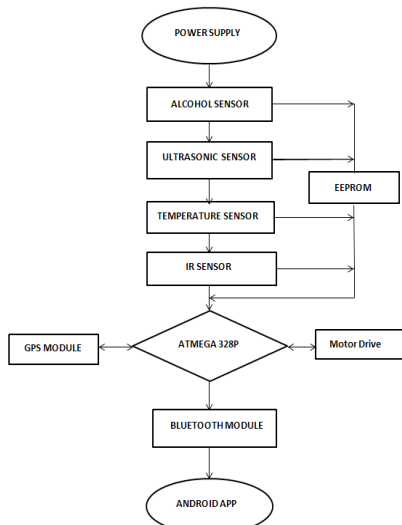 POWER SUPPLY
ALCOHOL SENSOR
ULTRASONIC SENSOR
EEPROM
TEMPERATURE SENSOR
IR SENSOR
GPS MODULE
ATMEGA 328P
Motor Drive
BLUETOOTH MODULE
ANDROID APP